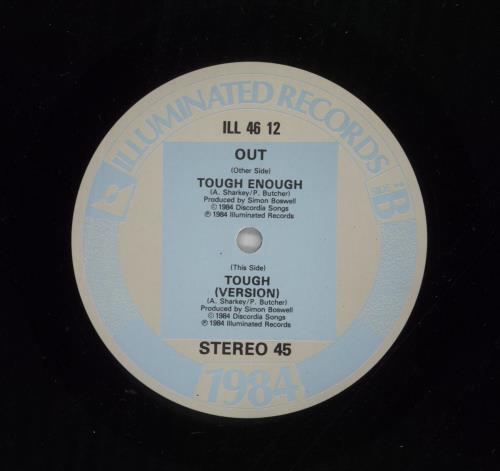 ILLUMINATED RECORDS
ILL 46 12
OUT
(Other Side)
TOUGH ENOUGH
(A. Sharkey/P. Butcher)
Produced by Simon Boswell
©1984 Discordia Songs
℗ 1984 Illuminated Records
SIDE B
(This Side)
TOUGH
(VERSION)
(A. Sharkey/P. Butcher)
Produced by Simon Boswell
©1984 Discordia Songs
℗ 1984 Illuminated Records
STEREO 45
1984